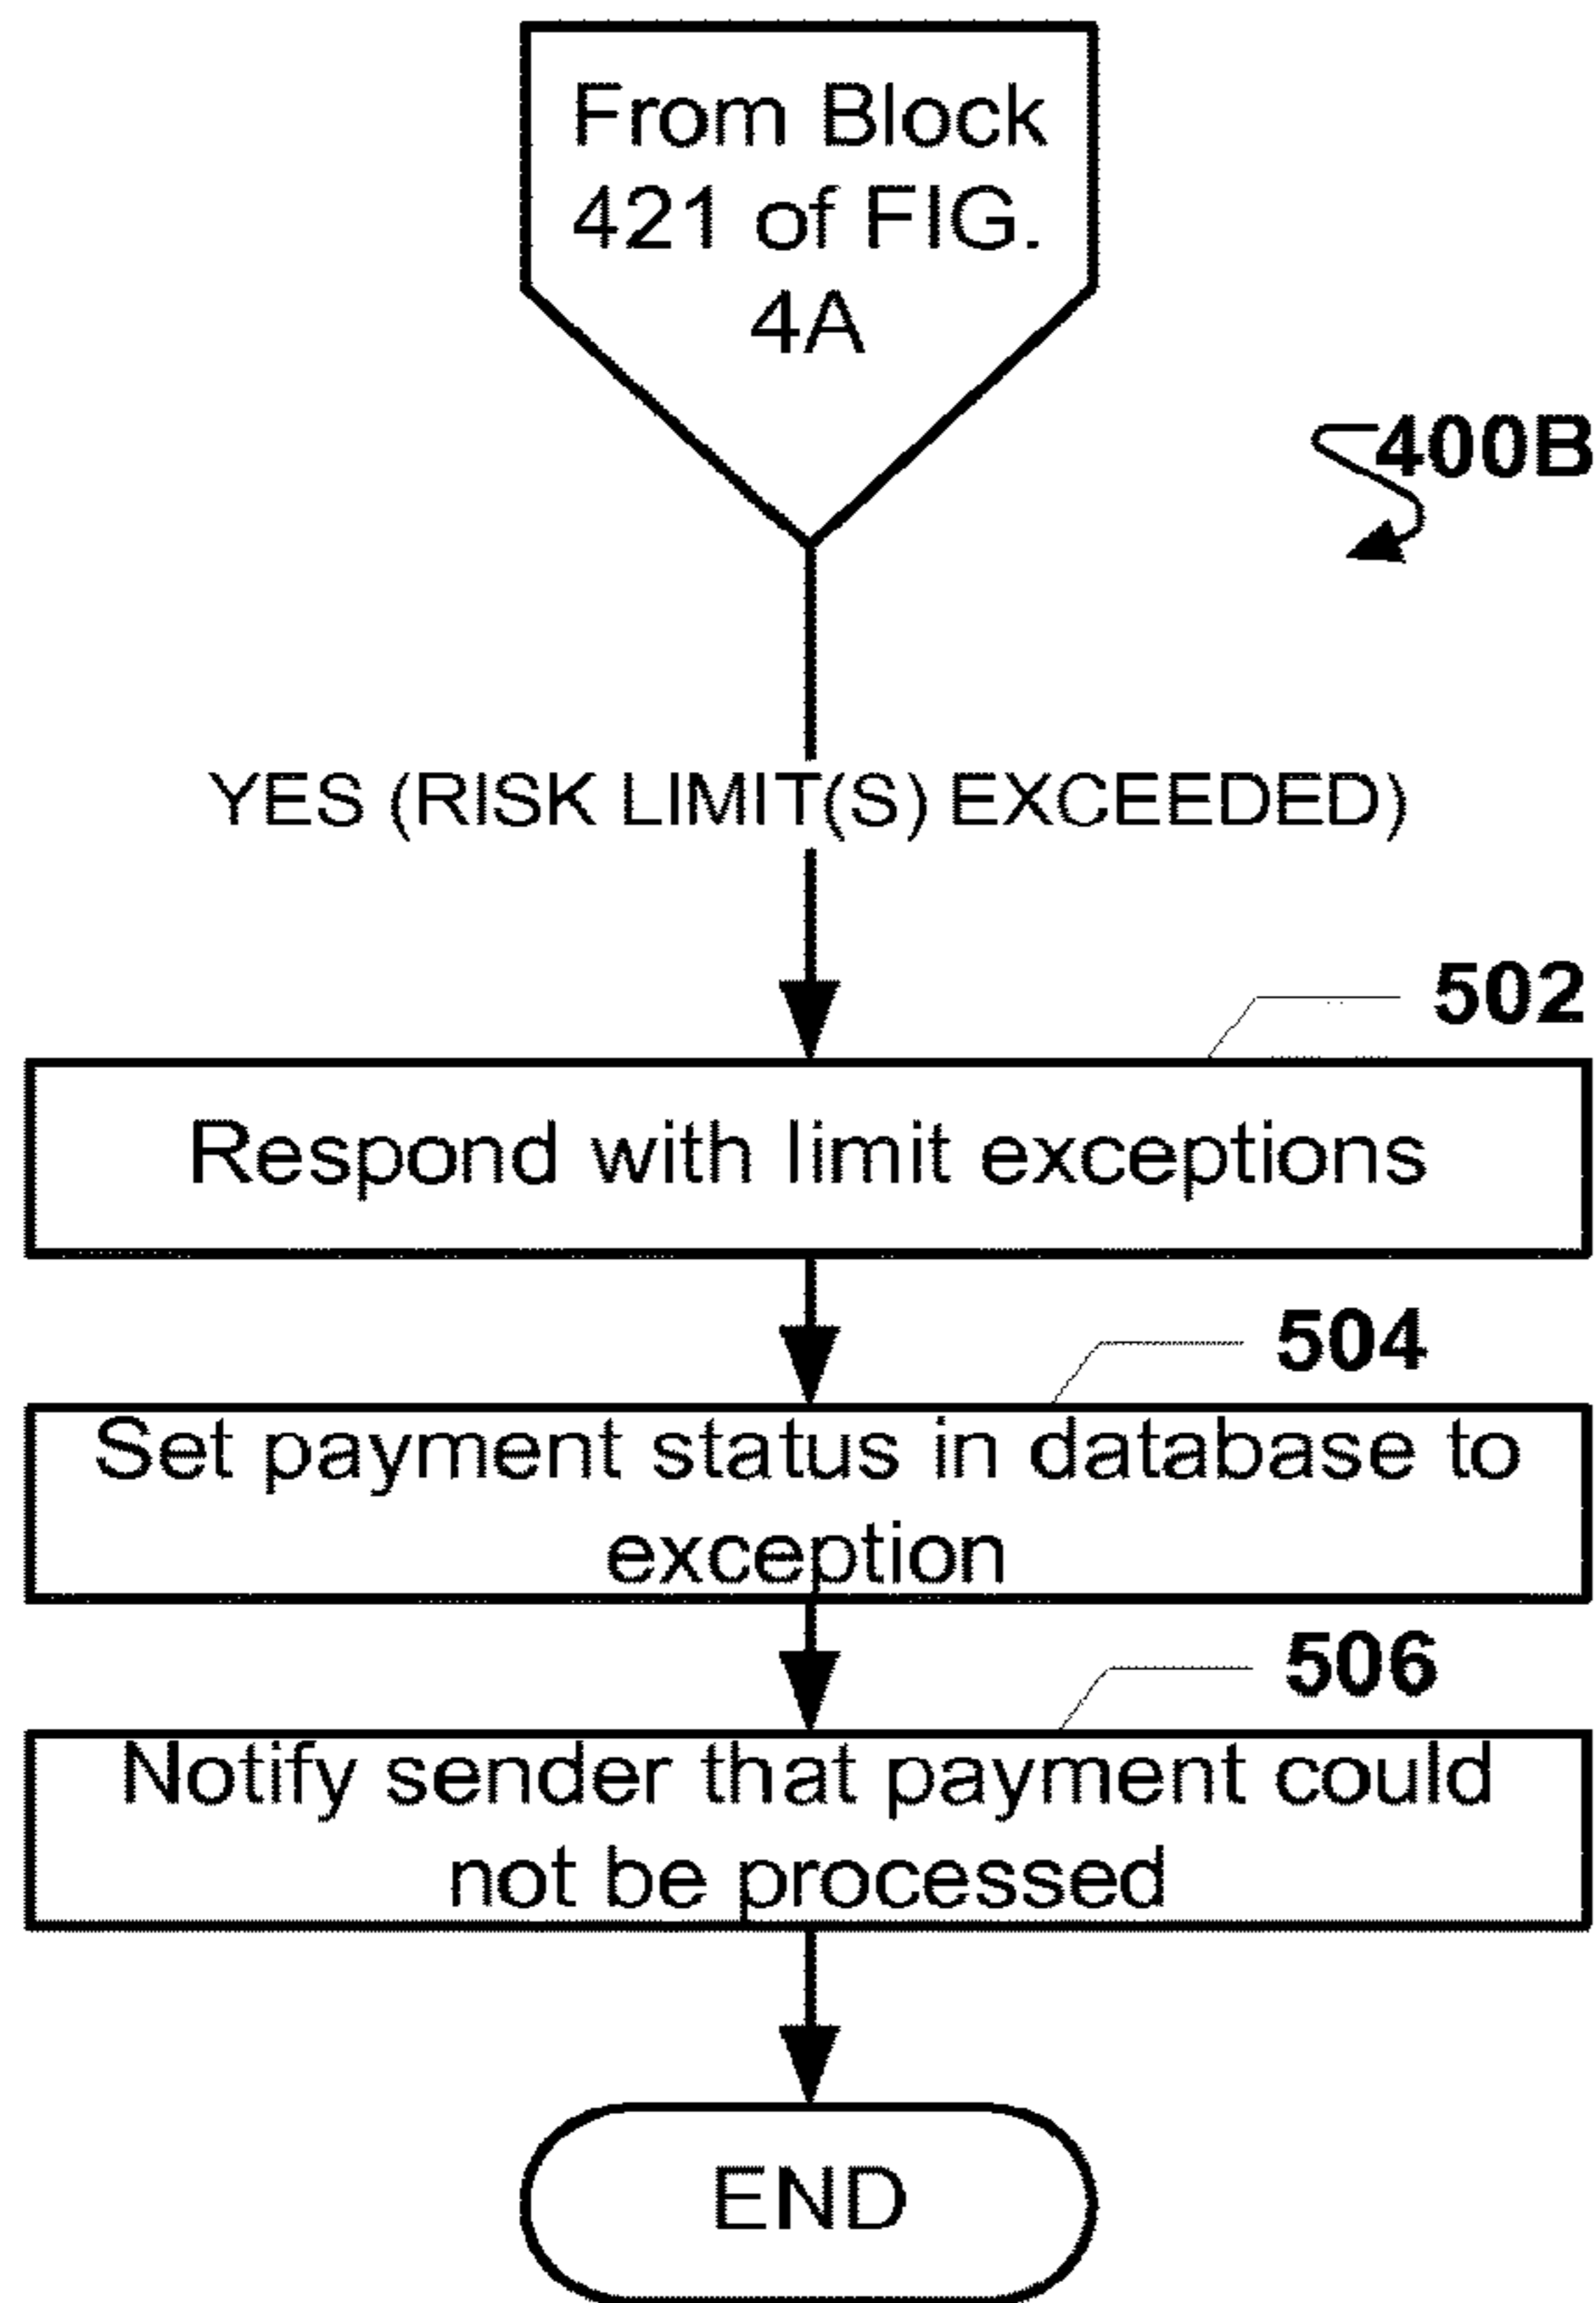 From Block
421 of FIG.
4A
400B
YES (RISK LIMIT(S) EXCEEDED)
502
Respond with limit exceptions
504
Set payment status in database to
exception
506
Notify sender that payment could
not be processed
END